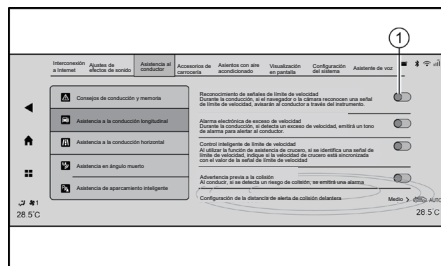 1
Interconexión
a Internet
Ajustes de
efectos de sonido
Asistencia al
conductor
Accesorios de
carrocería
Asientos con aire
acondicionado
Visualización
en pantalla
Configuración
del sistema
Asistente de voz
Consejos de conducción y memoria
Asistencia a la conducción longitudinal
Asistencia a la conducción horizontal
Asistencia en ángulo muerto
Asistencia de aparcamiento inteligente
Reconocimiento de señales de límite de velocidad
Durante la conducción, si el navegador o la cámara reconocen una señal
de límite de velocidad, avisarán al conductor a través del instrumento.
Alarma electrónica de exceso de velocidad
Durante la conducción, si detecta un exceso de velocidad, emitirá un tono
de alarma para alertar al conductor.
Control inteligente de límite de velocidad
Al utilizar la función de asistencia de crucero, si se identifica una señal de
límite de velocidad, indique si la velocidad de crucero está sincronizada
con el valor de la señal de límite de velocidad
Advertencia previa a la colisión
Al conducir, si se detecta un riesgo de colisión, se emitirá una alarma
Configuración de la distancia de alerta de colisión delantera
Medio >
1
28.5°C
AUTO
28.5°C